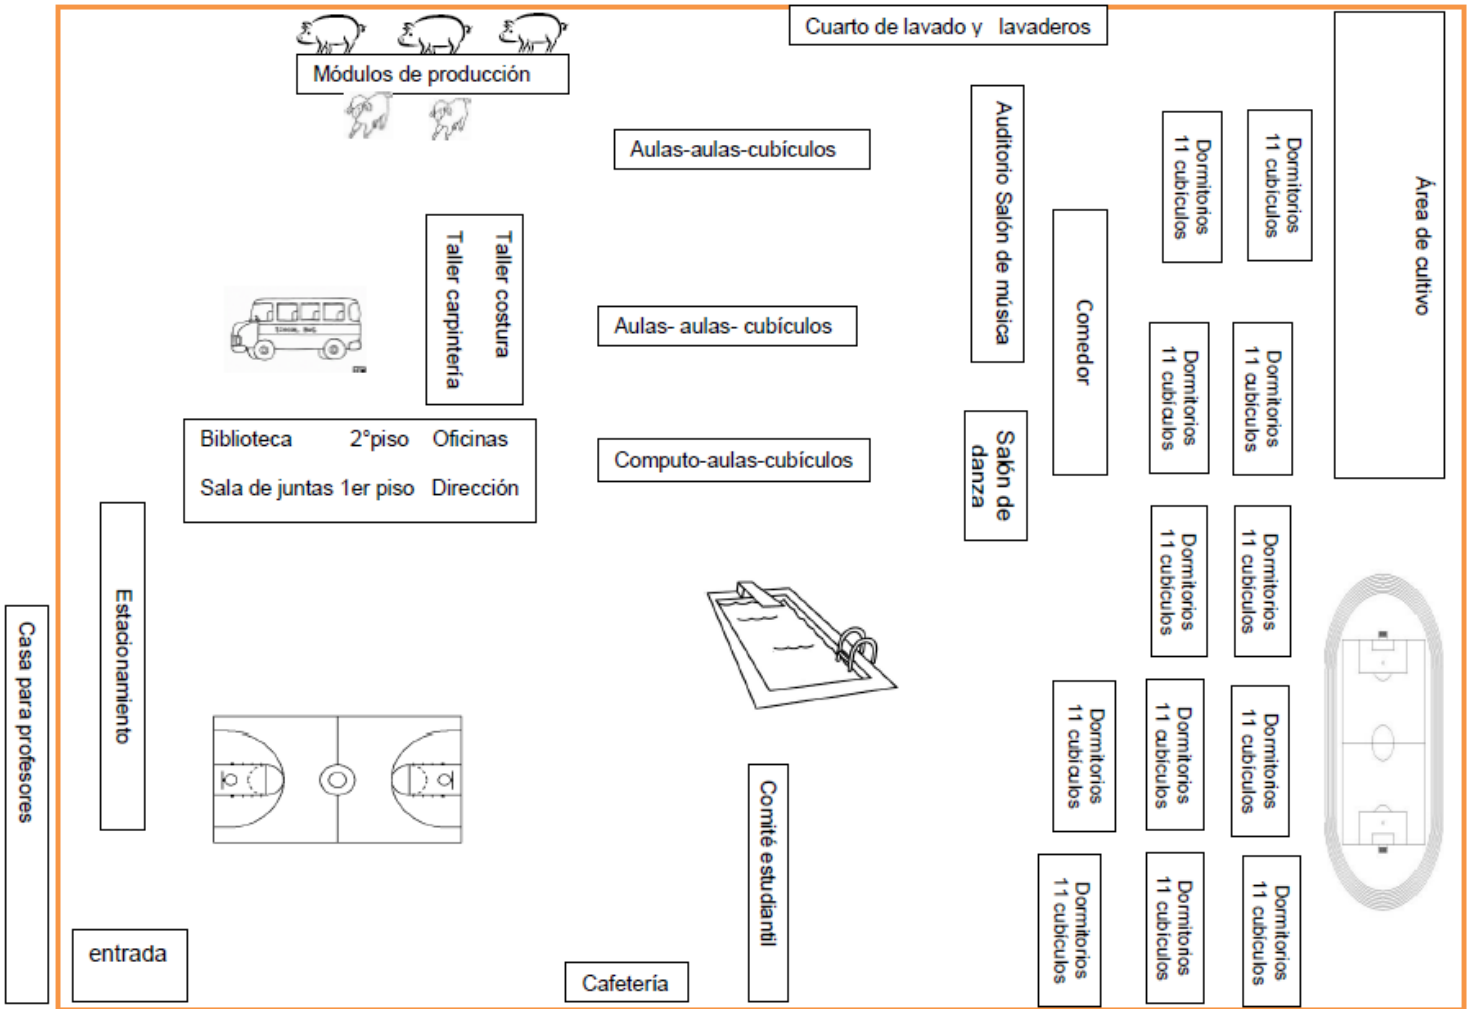 Cuarto de lavado y lavaderos
Módulos de producción
Aulas-aulas-cubículos
Auditorio Salón de música
Dormitorios
11 cubículos
Dormitorios
11 cubículos
Área de cultivo
Taller costura
Taller carpintería
Comedor
Aulas- aulas- cubículos
Dormitorios
11 cubículos
Dormitorios
11 cubículos
Biblioteca 2°piso Oficinas
Sala de juntas 1er piso Dirección
Computo-aulas-cubículos
Salón de
danza
Dormitorios
11 cubículos
Dormitorios
11 cubículos
Casa para profesores
Estacionamiento
Dormitorios
11 cubículos
Dormitorios
11 cubículos
Dormitorios
11 cubículos
Comité estudiantil
Dormitorios
11 cubículos
Dormitorios
11 cubículos
Dormitorios
11 cubículos
entrada
Cafetería